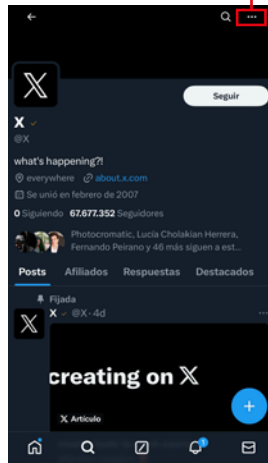 Seguir
X
@X
what's happening?!
everywhere about.x.com
Se unió en febrero de
2007
0 Siguiendo 67.677.352 Seguidores
Photocromatic, Lucía Cholakian Herrera,
Fernando Peirano y 46 más siguen a est...
Posts Afiliados Respuestas Destacados
Fijada
X @X · 4d
creating on X
X Artículo